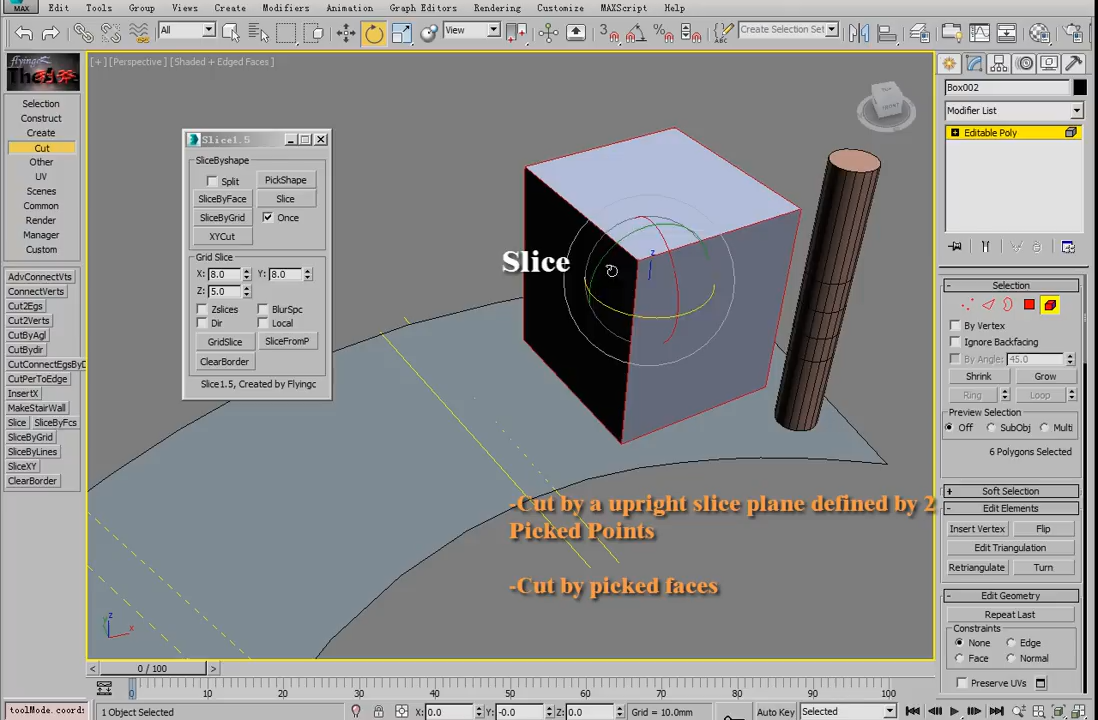 MAX
Edit
Tools
Group
Views
Create
Modifiers
Animation
Graph Editors
Rendering
Customize
MAXScript
Help
All
View
Create Selection Set
[ + ] [Perspective ] [Shaded + Edged Faces ]
Selection
Construct
Create
Cut
Other
UV
Scenes
Common
Render
Manager
Custom
AdvConnectVts
ConnectVerts
Cut2Egs
Cut2Verts
CutByAgl
CutBydir
CutConnectEgsByD
CutPerToEdge
InsertX
MakeStairWall
Slice
SliceByFcs
SliceByGrid
SliceByLines
SliceXY
ClearBorder
Slice1.5
SliceByshape
Split
PickShape
SliceByFace
Slice
SliceByGrid
Once
XYCut
Grid Slice
X: 8.0
Y: 8.0
Z: 5.0
Zslices
BlurSpc
Dir
Local
GridSlice
SliceFromP
ClearBorder
Slice1.5, Created by Flyingc
Slice
z
-Cut by a upright slice plane defined by 2
Picked Points
-Cut by picked faces
FRONT
z
x
Box002
Modifier List
Editable Poly
Selection
By Vertex
Ignore Backfacing
By Angle: 45.0
Shrink
Grow
Ring
Loop
Preview Selection
Off
SubObj
Multi
6 Polygons Selected
Soft Selection
Edit Elements
Insert Vertex
Flip
Edit Triangulation
Retriangulate
Turn
Edit Geometry
Repeat Last
Constraints
None
Edge
Face
Normal
Preserve UVs
0 / 100
0
10
20
30
40
50
60
70
80
90
100
toolMode.coords
1 Object Selected
X: 0.0
Y: -0.0
Z: 0.0
Grid = 10.0mm
Auto Key
Selected